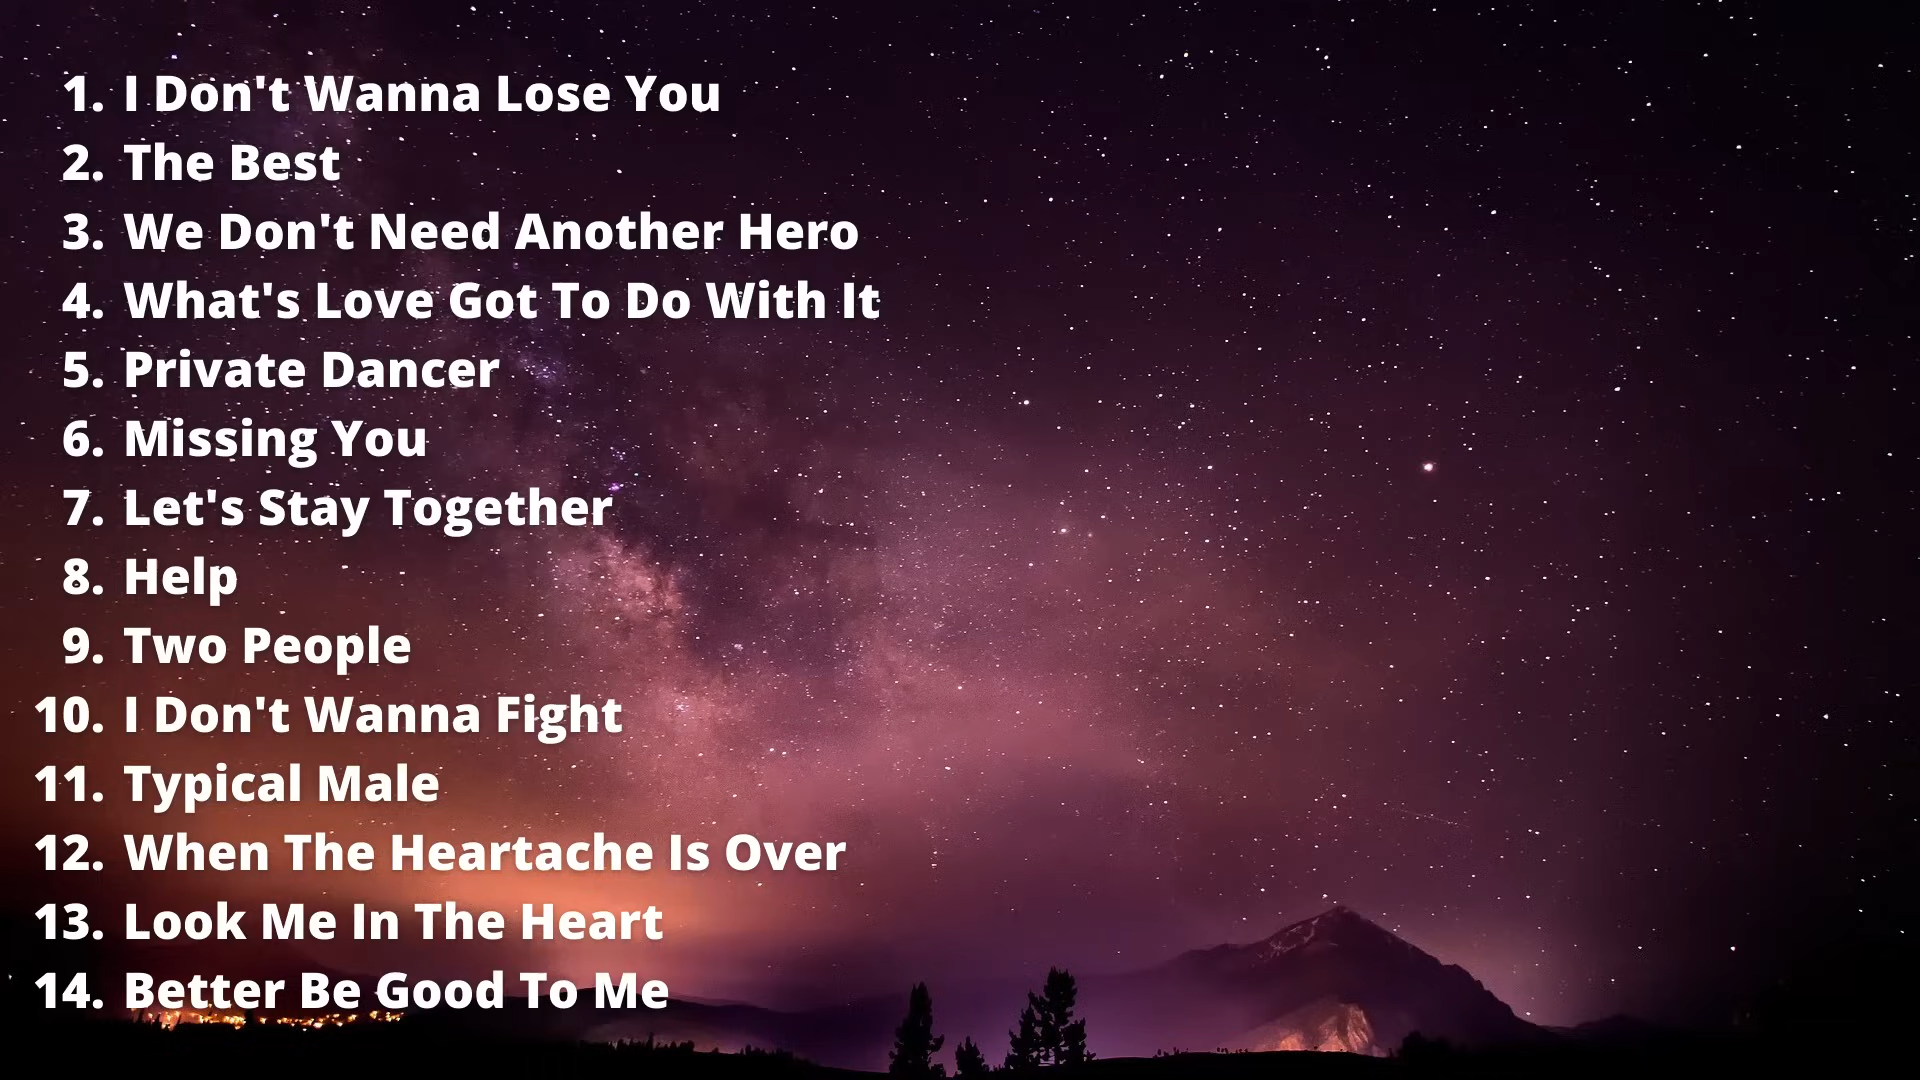 1. I Don't Wanna Lose You
2. The Best
3. We Don't Need Another Hero
4. What's Love Got To Do With It
5. Private Dancer
6. Missing You
7. Let's Stay Together
8. Help
9. Two People
10. I Don't Wanna Fight
11. Typical Male
12. When The Heartache Is Over
13. Look Me In The Heart
14. Better Be Good To Me